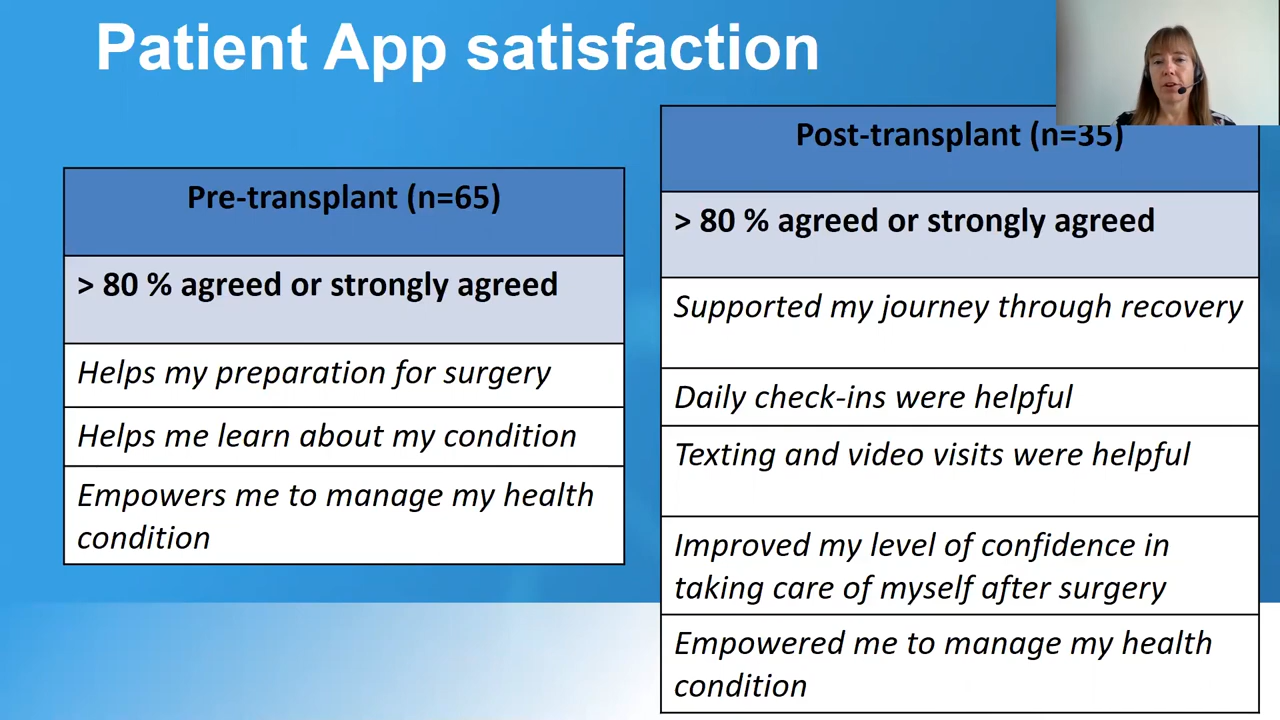 Patient App satisfaction
Pre-transplant (n=65)
> 80 % agreed or strongly agreed
Helps my preparation for surgery
Helps me learn about my condition
Empowers me to manage my health
condition
Post-transplant (n=35)
> 80 % agreed or strongly agreed
Supported my journey through recovery
Daily check-ins were helpful
Texting and video visits were helpful
Improved my level of confidence in
taking care of myself after surgery
Empowered me to manage my health
condition